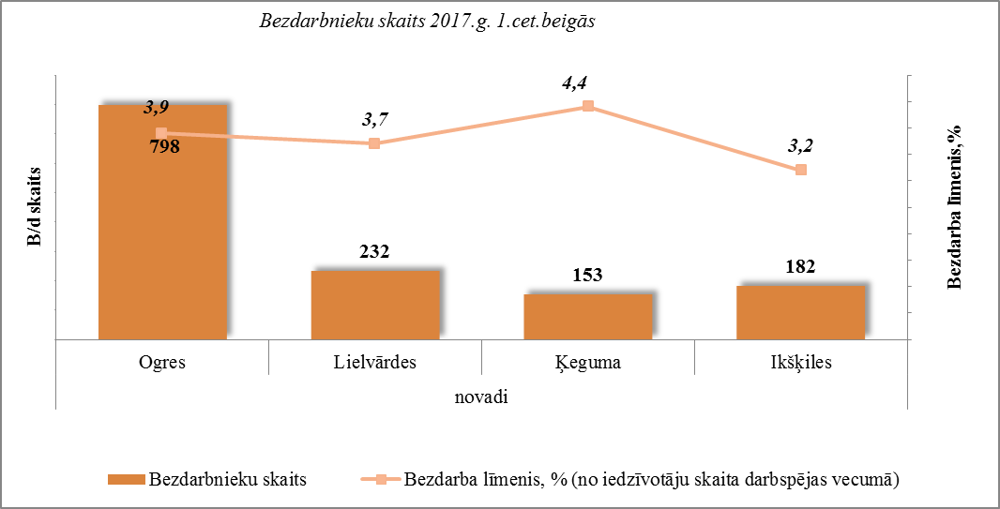 Bezdarbnieku skaits 2017.g. 1.cet.beigās
3,9
3,7
4,4
3,2
798
232
153
182
B/d skaits
Bezdarba līmenis,%
Ogres
Lielvārdes
Ķeguma
Ikšķiles
novadi
Bezdarbnieku skaits
Bezdarba līmenis, % (no iedzīvotāju skaita darbspējas vecumā)